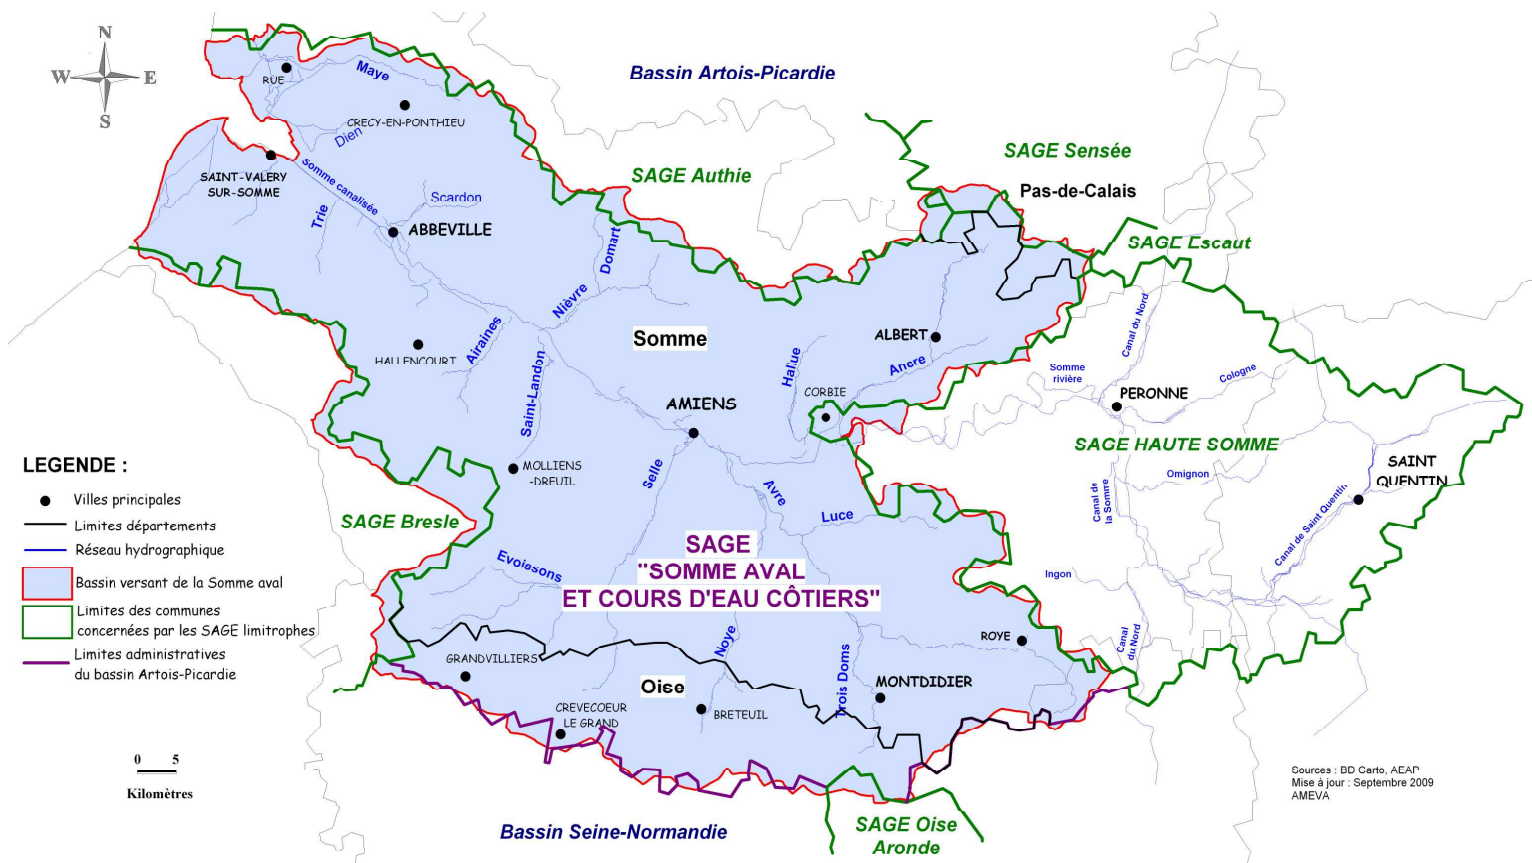 N
W
E
S
Bassin Artois-Picardie
RUE
Maye
CRECY-EN-PONTHIEU
Dien
SAGE Sensée
SAGE Authie
Pas-de-Calais
SAINT-VALERY
SUR-SOMME
Somme canalisée
Scardon
Trie
ABBEVILLE
Domart
SAGE Escaut
Nièvre
Canal du Nord
Airaines
HALLENCOURT
Somme
ALBERT
Saint-Landon
Hallue
Ancre
Somme
rivière
Cologne
CORBIE
PERONNE
AMIENS
SAGE HAUTE SOMME
LEGENDE :
Villes principales
Limites départements
Réseau hydrographique
Bassin versant de la Somme aval
Limites des communes
concernées par les SAGE limitrophes
Limites administratives
du bassin Artois-Picardie
MOLLIENS
-DREUIL
Selle
Avre
Omignon
SAINT
QUENTIN
Canal de
la Somme
Canal de Saint Quentin
SAGE Bresle
Luce
SAGE
"SOMME AVAL
ET COURS D'EAU CÔTIERS"
Evoissons
Ingon
Noye
ROYE
Canal
du Nord
GRANDVILLIERS
Oise
Trois Doms
MONTDIDIER
CREVECOEUR
LE GRAND
BRETEUIL
0 5
Kilomètres
Sources : BD Carto, AEAP
Mise à jour : Septembre 2009
AMEVA
Bassin Seine-Normandie
SAGE Oise
Aronde